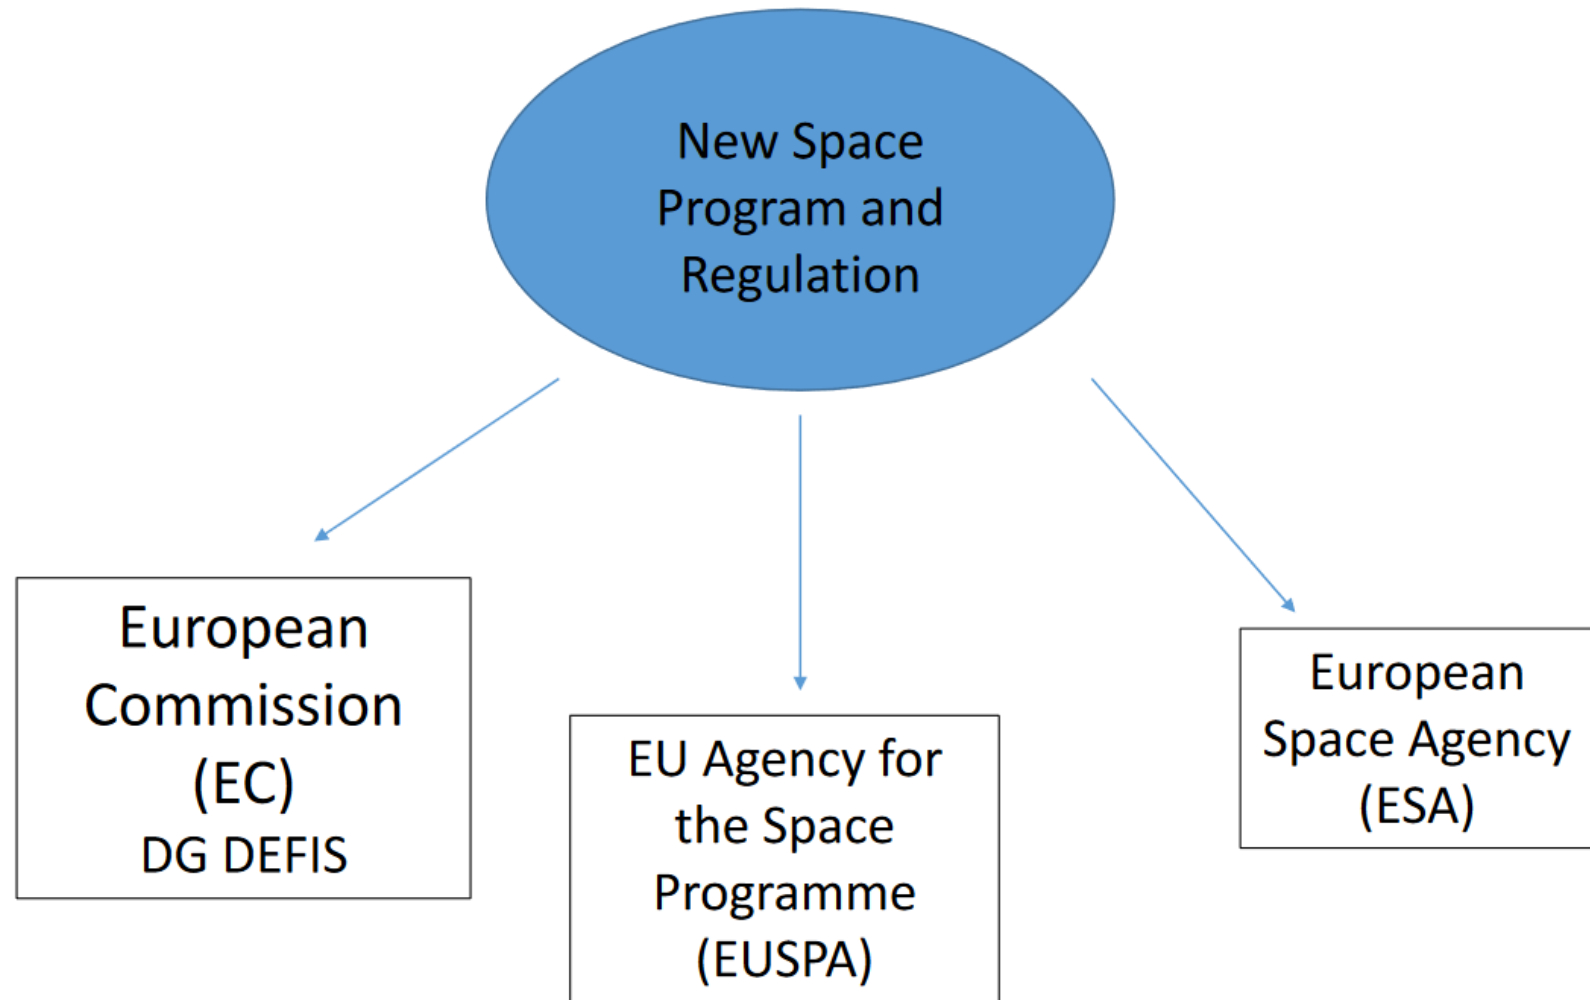 New Space
Program and
Regulation
European
Commission
(EC)
DG DEFIS
EU Agency for
the Space
Programme
(EUSPA)
European
Space Agency
(ESA)